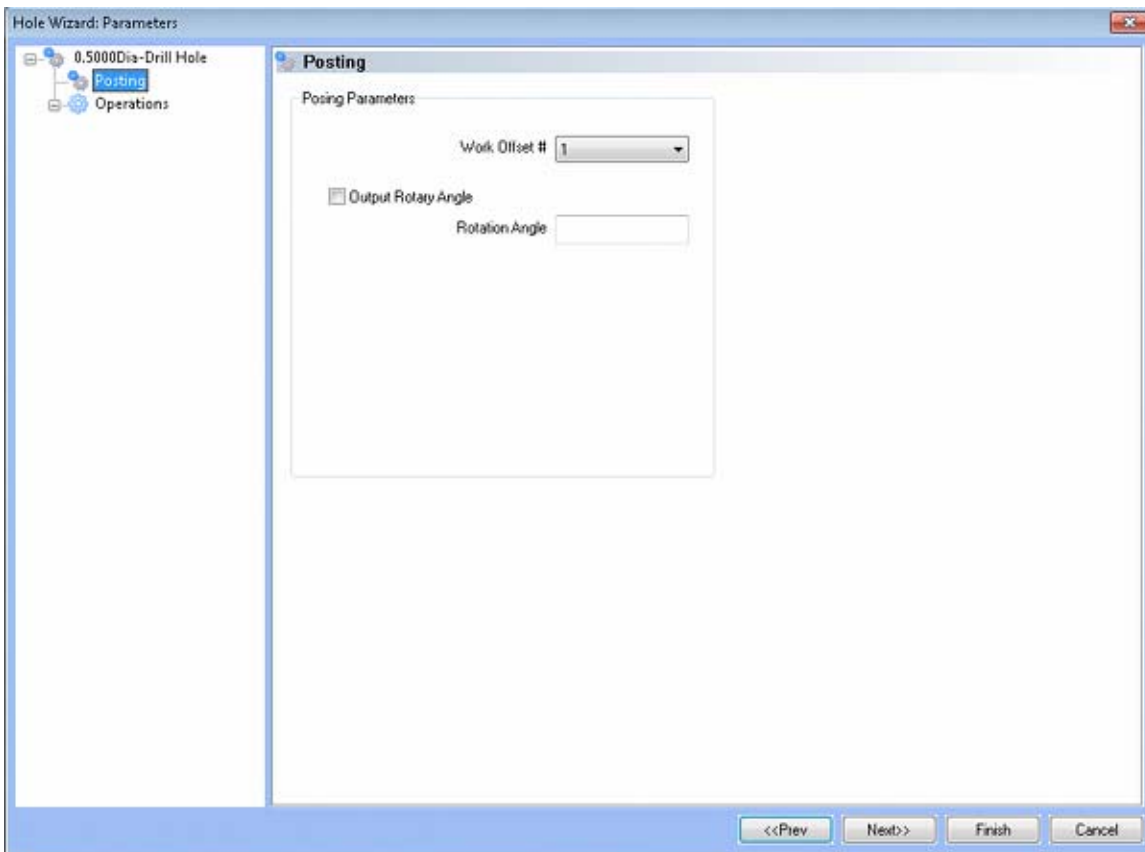 Hole Wizard: Parameters
0.5000Dia-Drill Hole
Posting
Operations
Posting
Posing Parameters
Work Offset # 1
Output Rotary Angle
Rotation Angle
<<Prev Next>> Finish Cancel